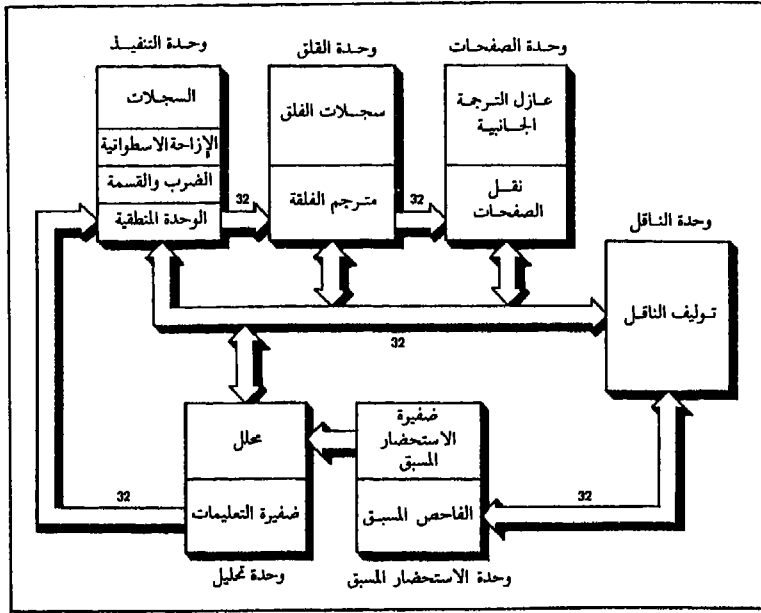 وحدة التنفيذ
السجلات
الإزاحة الاسطوانية
الضرب والقسمة
الوحدة المنطقية
وحدة القلق
سجلات الفلق
مترجم الفلقة
وحدة الصفحات
عازل الترجمة
الجانبية
نقل
الصفحات
وحدة الناقل
توليف الناقل
32
32
32
محلل
ضفيرة التعليمات
وحدة تحليل
ضفيرة
الاستحضار
المسبق
الفاحص المسبق
وحدة الاستحضار المسبق
32
32